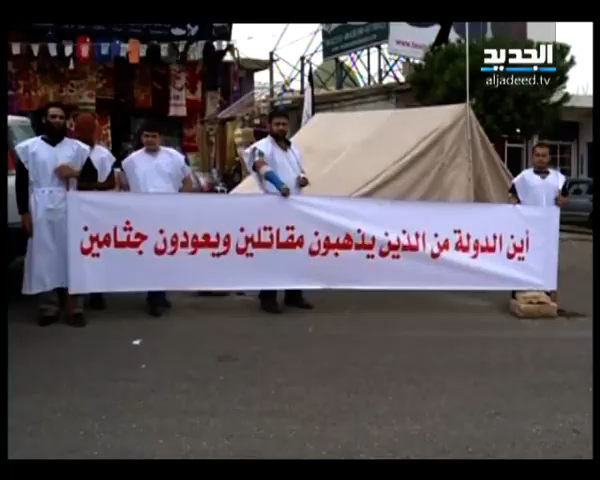 الجديد
aljadeed.tv
أين الدولة من الذين يذهبون مقاتلين ويعودون جثامين